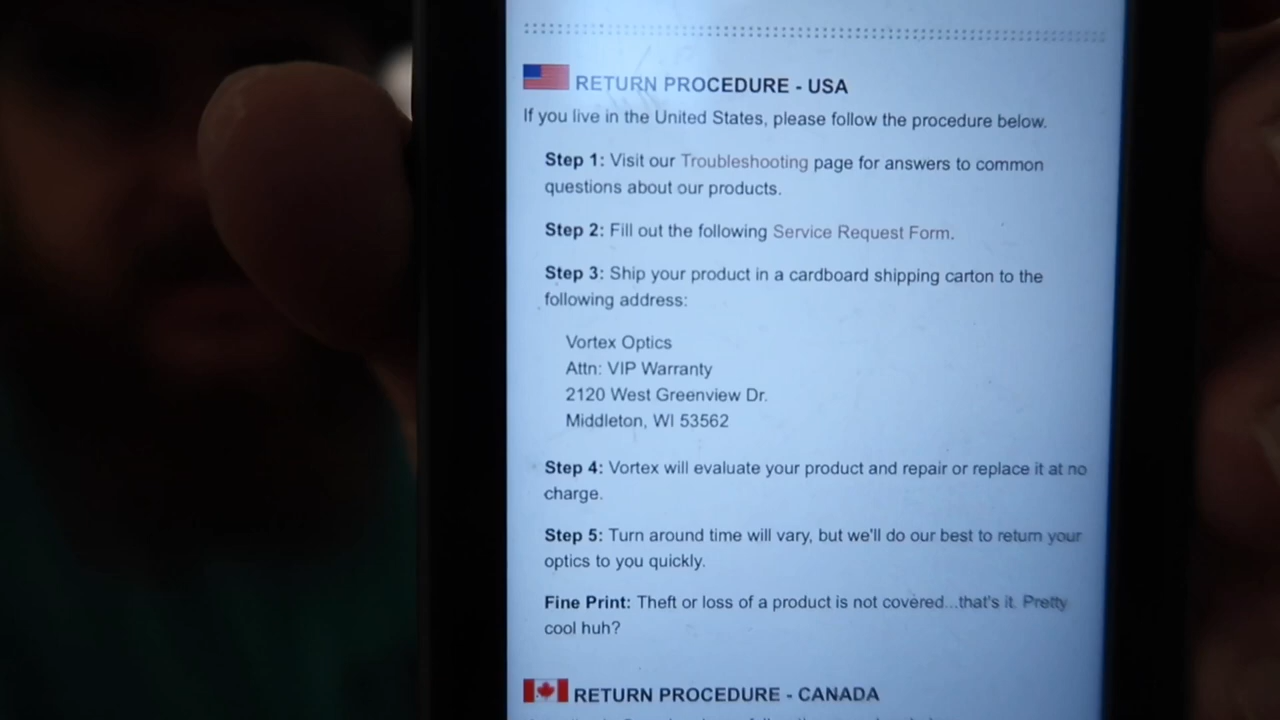 RETURN PROCEDURE - USA
If you live in the United States, please follow the procedure below.
Step 1: Visit our Troubleshooting page for answers to common
questions about our products.
Step 2: Fill out the following Service Request Form.
Step 3: Ship your product in a cardboard shipping carton to the
following address:
Vortex Optics
Attn: VIP Warranty
2120 West Greenview Dr.
Middleton, WI 53562
Step 4: Vortex will evaluate your product and repair or replace it at no
charge.
Step 5: Turn around time will vary, but we'll do our best to return your
optics to you quickly.
Fine Print: Theft or loss of a product is not covered...that's it. Pretty
cool huh?
RETURN PROCEDURE - CANADA